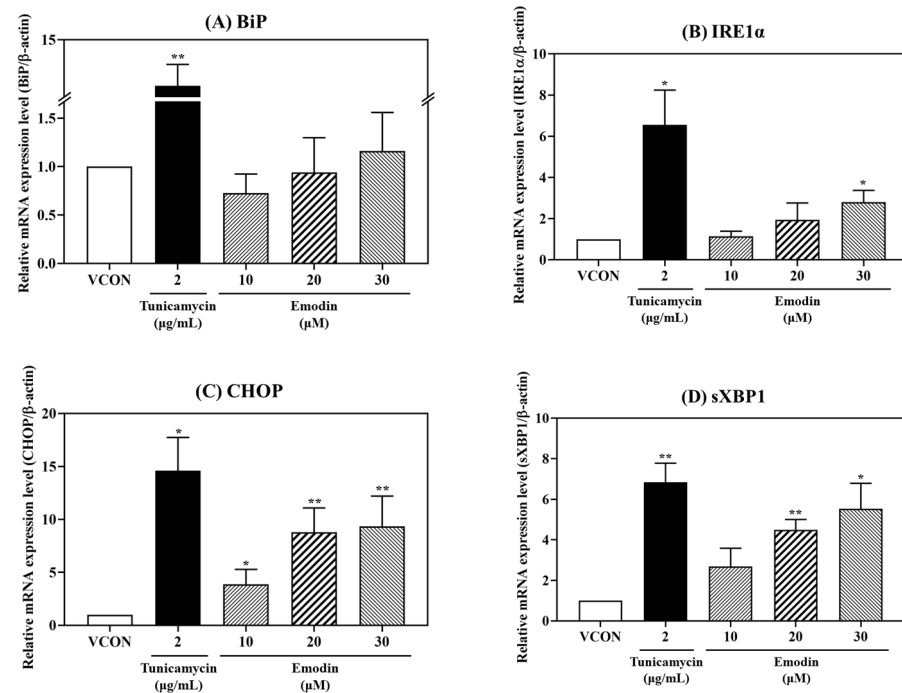 (A) BiP
Relative mRNA expression level (BiP/β-actin)
15
1.5
1.0
0.5
0.0
**
VCON 2 10 20 30
Tunicamycin Emodin
(μg/mL) (μM)
(B) IRE1α
Relative mRNA expression level (IRE1α/β-actin)
10
8
6
4
2
0
*
*
VCON 2 10 20 30
Tunicamycin Emodin
(μg/mL) (μM)
(C) CHOP
Relative mRNA expression level (CHOP/β-actin)
20
15
10
5
0
*
*
**
**
VCON 2 10 20 30
Tunicamycin Emodin
(μg/mL) (μM)
(D) sXBP1
Relative mRNA expression level (sXBP1/β-actin)
10
8
6
4
2
0
**
**
*
VCON 2 10 20 30
Tunicamycin Emodin
(μg/mL) (μM)